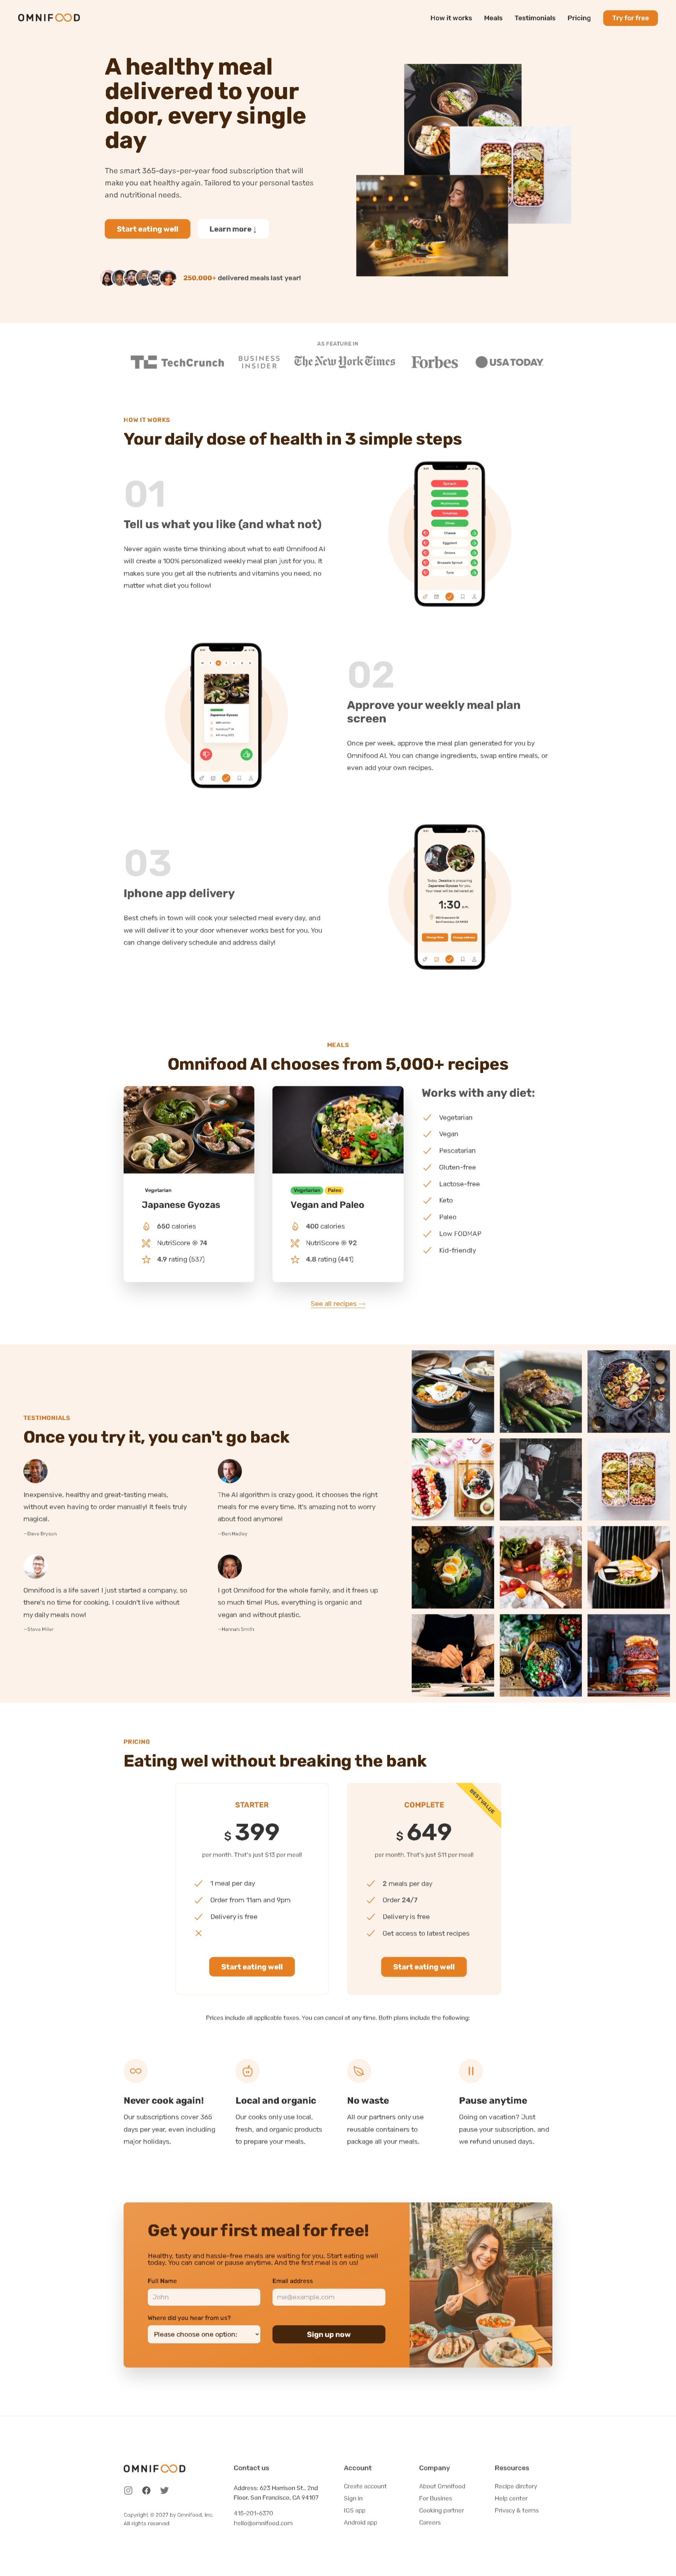 OMNIFOOD
How it works
Meals
Testimonials
Pricing
Try for free
A healthy meal
delivered to your
door, every single
day
The smart 365-days-per-year food subscription that will
make you eat healthy again. Tailored to your personal tastes
and nutritional needs.
Start eating well
Learn more ↓
250.000+ delivered meals last year!
AS FEATURE IN
TechCrunch
BUSINESS
INSIDER
The New York Times
Forbes
USA TODAY
HOW IT WORKS
Your daily dose of health in 3 simple steps
01
Tell us what you like (and what not)
Never again waste time thinking about what to eat! Omnifood AI
will create a 100% personalized weekly meal plan just for you. It
makes sure you get all the nutrients and vitamins you need, no
matter what diet you follow!
Cheese
Eggplant
Onions
Brussels Sprout
Tuna
02
Approve your weekly meal plan
screen
Once per week, approve the meal plan generated for you by
Omnifood AI. You can change ingredients, swap entire meals, or
even add your own recipes.
Japanese Gyozas
03
Iphone app delivery
Best chefs in town will cook your selected meal every day, and
we will deliver it to your door whenever works best for you. You
can change delivery schedule and address daily!
Today, Jessica is preparing
Japanese Gyozas for you.
Your meal will be delivered at:
1:30 p.m.
MEALS
Omnifood AI chooses from 5,000+ recipes
Vegetarian
Japanese Gyozas
650 calories
NutriScore ® 74
4.9 rating (537)
Vegetarian
Paleo
Vegan and Paleo
400 calories
NutriScore ® 92
4.8 rating (441)
Works with any diet:
Vegetarian
Vegan
Pescatarian
Gluten-free
Lactose-free
Keto
Paleo
Low FODMAP
Kid-friendly
See all recipes →
TESTIMONIALS
Once you try it, you can't go back
Inexpensive, healthy and great-tasting meals,
without even having to order manually! It feels truly
magical.
—Dave Bryson
The AI algorithm is crazy good, it chooses the right
meals for me every time. It's amazing not to worry
about food anymore!
—Ben Hadley
Omnifood is a life saver! I just started a company, so
there's no time for cooking. I couldn't live without
my daily meals now!
—Steve Miller
I got Omnifood for the whole family, and it frees up
so much time! Plus, everything is organic and
vegan and without plastic.
—Hannah Smith
PRICING
Eating wel without breaking the bank
STARTER
$ 399
per month. That's just $13 per meal!
1 meal per day
Order from 11am and 9pm
Delivery is free
Start eating well
BEST VALUE
COMPLETE
$ 649
per month. That's just $11 per meal!
2 meals per day
Order 24/7
Delivery is free
Get access to latest recipes
Start eating well
Prices include all applicable taxes. You can cancel at any time. Both plans include the following:
Never cook again!
Our subscriptions cover 365
days per year, even including
major holidays.
Local and organic
Our cooks only use local,
fresh, and organic products
to prepare your meals.
No waste
All our partners only use
reusable containers to
package all your meals.
Pause anytime
Going on vacation? Just
pause your subscription, and
we refund unused days.
Get your first meal for free!
Healthy, tasty and hassle-free meals are waiting for you. Start eating well
today. You can cancel or pause anytime. And the first meal is on us!
Full Name
John
Email address
me@example.com
Where did you hear from us?
Please choose one option:
Sign up now
OMNIFOOD
Copyright © 2027 by Omnifood, Inc.
All rights reserved
Contact us
Address: 623 Harrison St., 2nd
Floor, San Francisco, CA 94107
415-201-6370
hello@omnifood.com
Account
Create account
Sign in
IOS app
Android app
Company
About Omnifood
For Busines
Cooking partner
Careers
Resources
Recipe dirctory
Help center
Privacy & terms